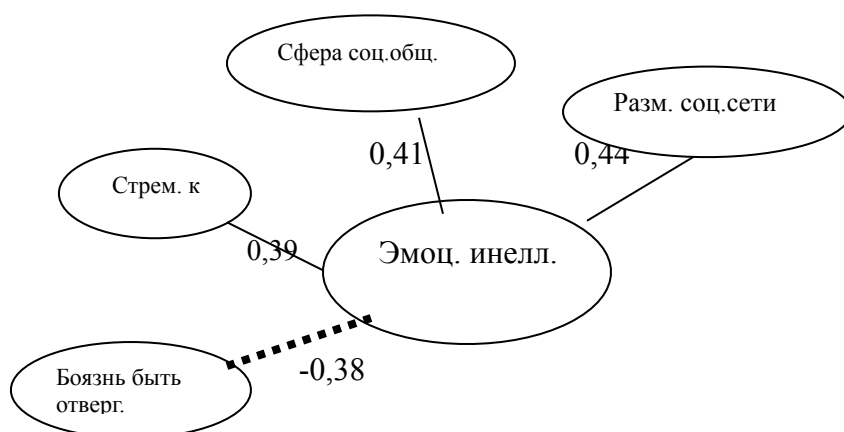 Сфера соц.общ.
Разм. соц.сети
0,41
0,44
Стрем. к
0,39
Эмоц. инелл.
-0,38
Боязнь быть
отверг.